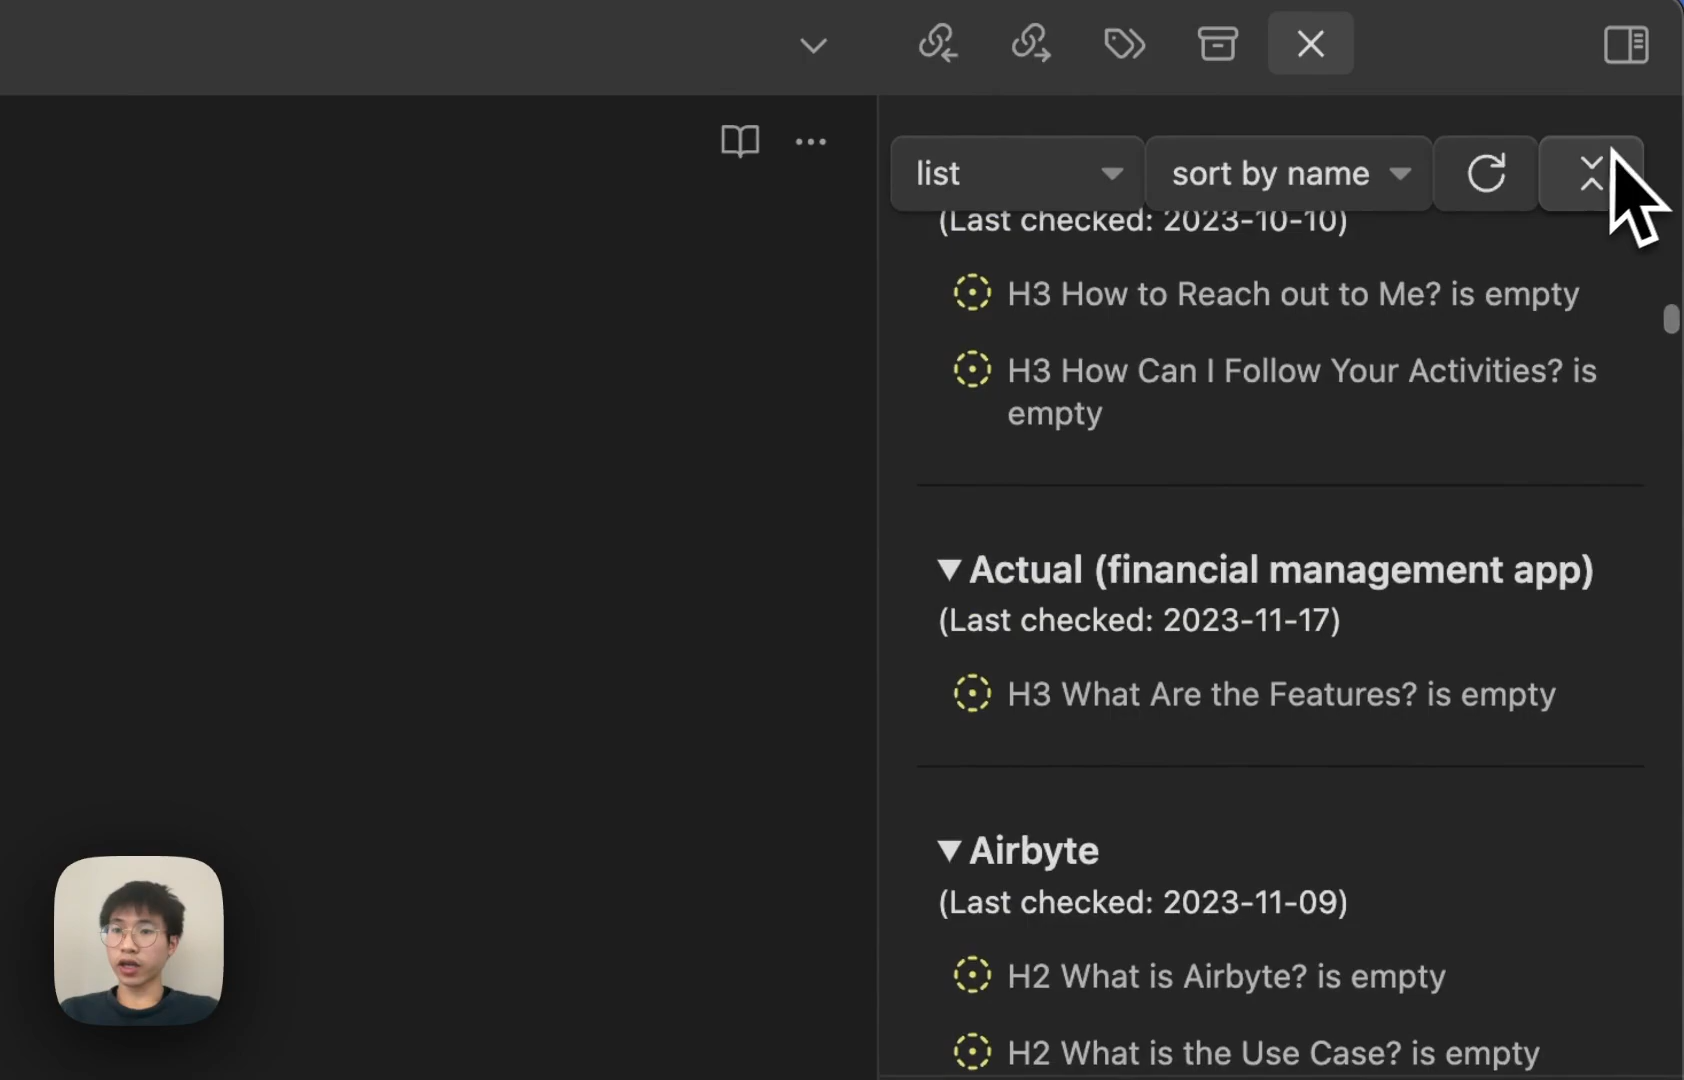 list
sort by name
(Last checked: 2023-10-10)
H3 How to Reach out to Me? is empty
H3 How Can I Follow Your Activities? is
empty
Actual (financial management app)
(Last checked: 2023-11-17)
H3 What Are the Features? is empty
Airbyte
(Last checked: 2023-11-09)
H2 What is Airbyte? is empty
H2 What is the Use Case? is empty